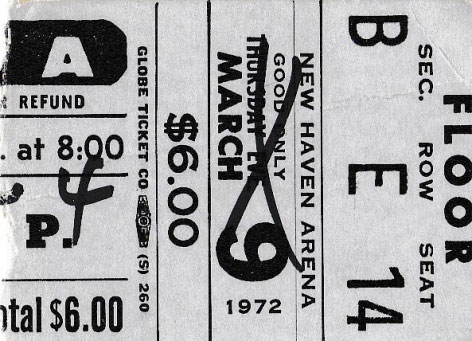 A
REFUND
. at 8:00
P. 4
otal $6.00
FLOOR
SEC. ROW SEAT
B E 14
NEW HAVEN ARENA
GOOD ONLY
THURSDAY
MARCH 9
1972
$6.00
GLOBE TICKET CO (S) 260